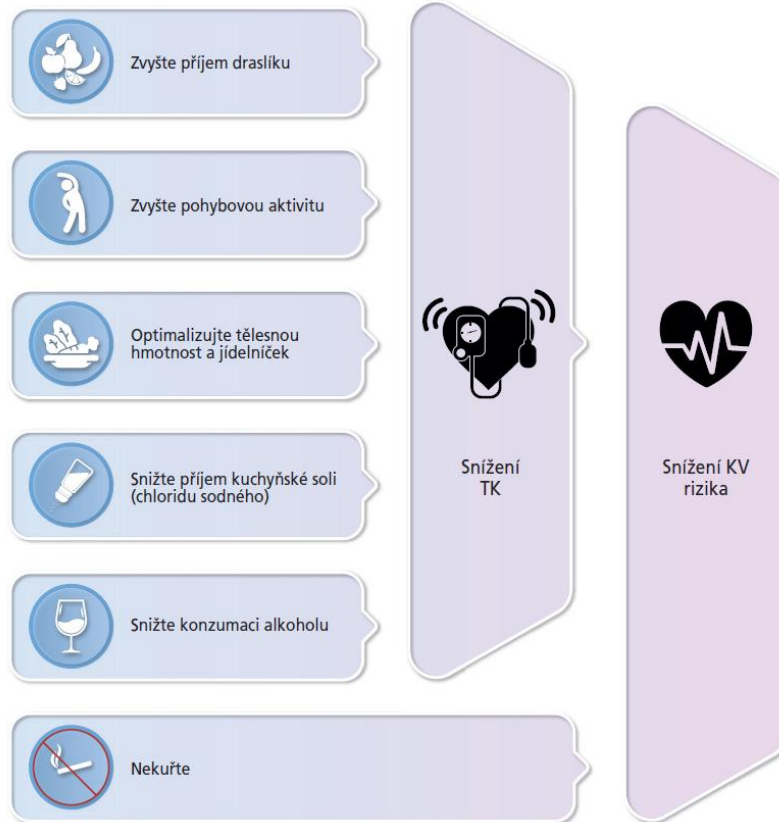 Zvyšte příjem draslíku
Zvyšte pohybovou aktivitu
Optimalizujte tělesnou
hmotnost a jídelníček
Snižte příjem kuchyňské soli
(chloridu sodného)
Snižte konzumaci alkoholu
Nekuřte
Snížení
TK
Snížení KV
rizika